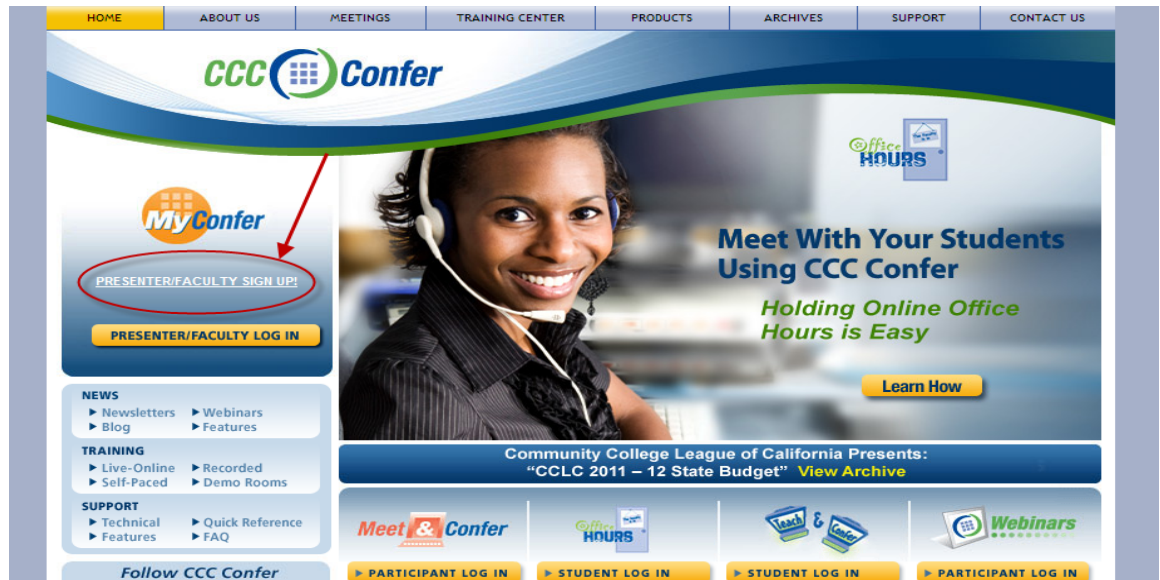 HOME ABOUT US MEETINGS TRAINING CENTER PRODUCTS ARCHIVES SUPPORT CONTACT US
CCC Confer
Office
HOURS
MyConfer
PRESENTER/FACULTY SIGN UP!
PRESENTER/FACULTY LOG IN
Meet With Your Students
Using CCC Confer
Holding Online Office
Hours is Easy
Learn How
NEWS
Newsletters Webinars
Blog Features
TRAINING
Live-Online Recorded
Self-Paced Demo Rooms
SUPPORT
Technical Quick Reference
Features FAQ
Follow CCC Confer
Community College League of California Presents:
“CCLC 2011 – 12 State Budget” View Archive
Meet & Confer
Office
HOURS
Teach & Confer
Webinars
PARTICIPANT LOG IN STUDENT LOG IN STUDENT LOG IN PARTICIPANT LOG IN